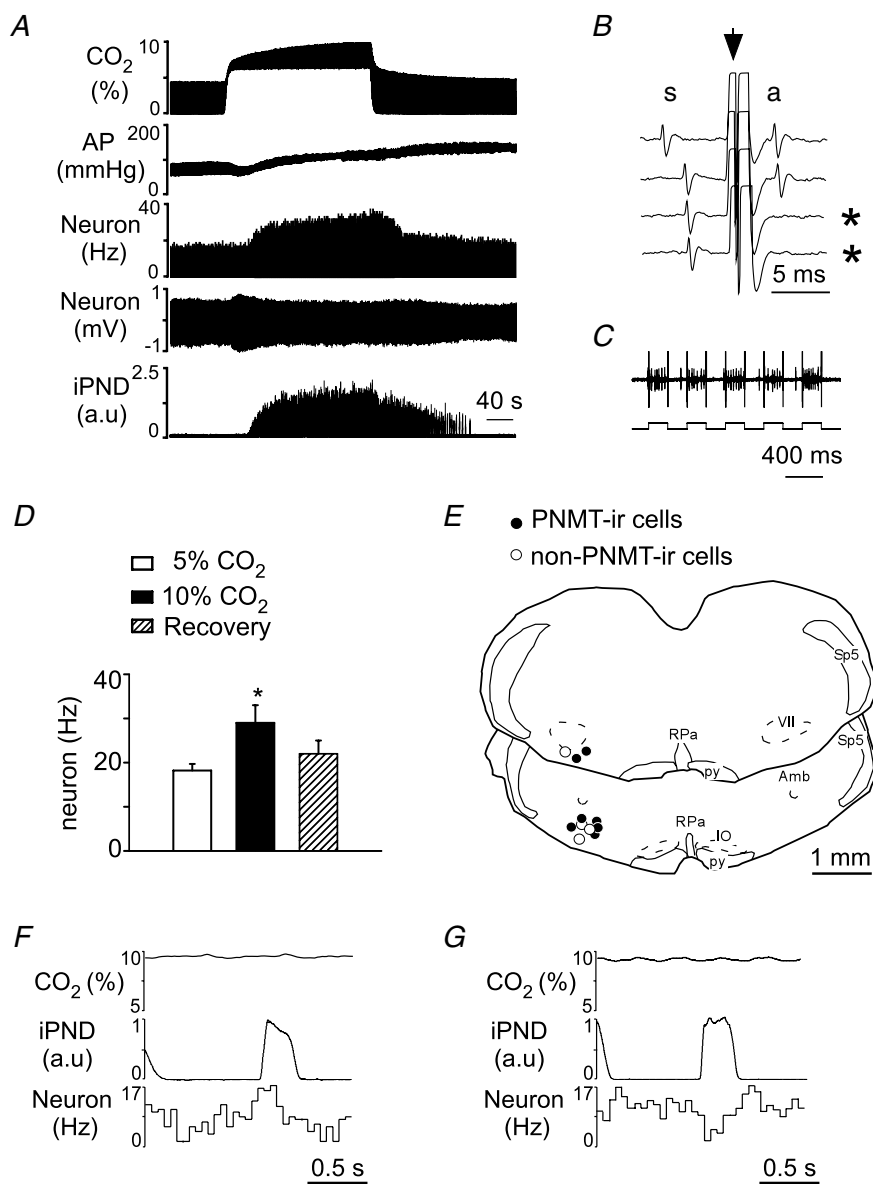 A
CO2
(%)
10
0
AP
(mmHg)
200
0
Neuron
(Hz)
40
0
Neuron
(mV)
1
-1
iPND
(a.u)
2.5
0
40 s
B
s
a
*
*
5 ms
C
400 ms
D
5% CO2
10% CO2
Recovery
neuron (Hz)
40
20
0
*
E
PNMT-ir cells
non-PNMT-ir cells
Sp5
VII
RPa
py
Sp5
Amb
RPa
IO
py
1 mm
F
CO2 (%)
10
5
iPND
(a.u)
1
0
Neuron
(Hz)
17
0
0.5 s
G
CO2 (%)
10
5
iPND
(a.u)
1
0
Neuron
(Hz)
17
0
0.5 s